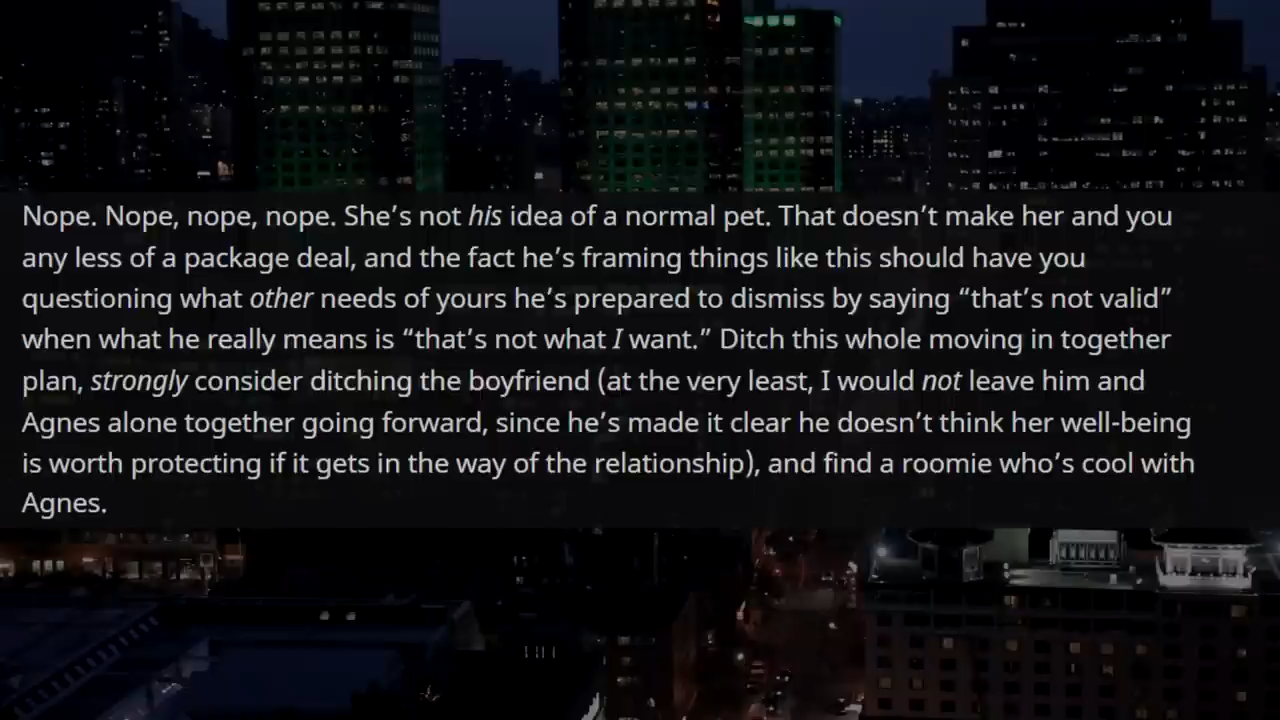 Nope. Nope, nope, nope. She’s not his idea of a normal pet. That doesn’t make her and you
any less of a package deal, and the fact he’s framing things like this should have you
questioning what other needs of yours he’s prepared to dismiss by saying “that’s not valid”
when what he really means is “that’s not what I want.” Ditch this whole moving in together
plan, strongly consider ditching the boyfriend (at the very least, I would not leave him and
Agnes alone together going forward, since he’s made it clear he doesn’t think her well-being
is worth protecting if it gets in the way of the relationship), and find a roomie who’s cool with
Agnes.